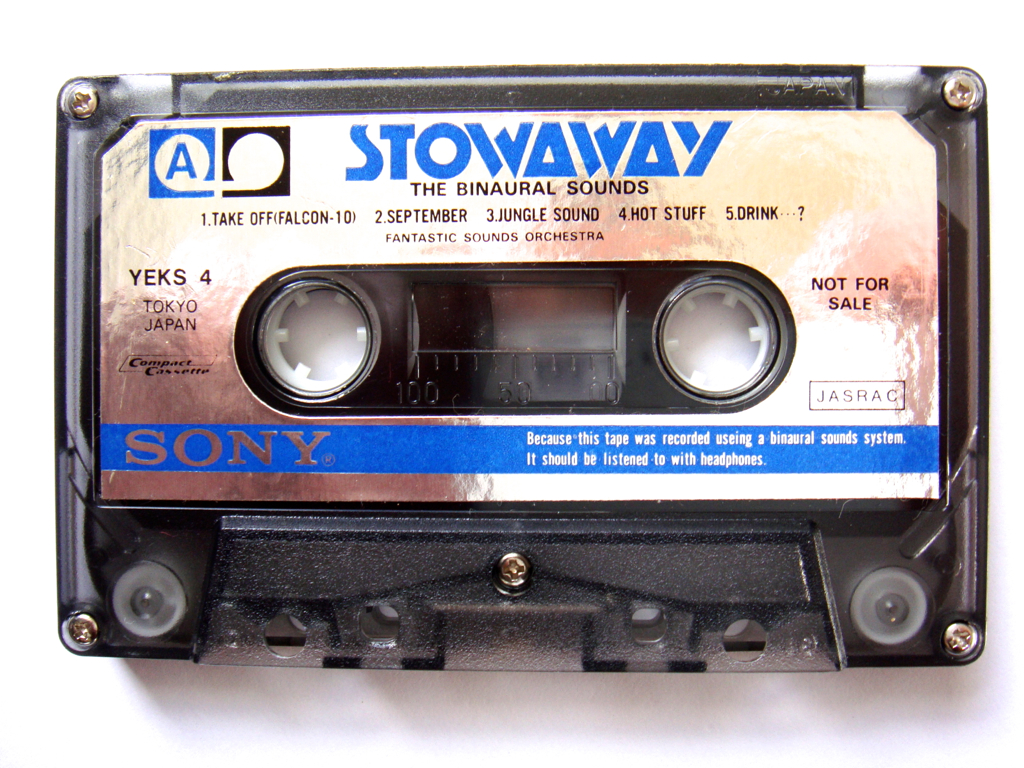 JAPAN
A
STOWAWAY
THE BINAURAL SOUNDS
1.TAKE OFF(FALCON-10) 2.SEPTEMBER 3.JUNGLE SOUND 4.HOT STUFF 5.DRINK…?
FANTASTIC SOUNDS ORCHESTRA
YEKS 4
TOKYO
JAPAN
Compact
Cassette
NOT FOR
SALE
JASRAC
100 50 0
SONY®
Because this tape was recorded useing a binaural sounds system.
It should be listened to with headphones.